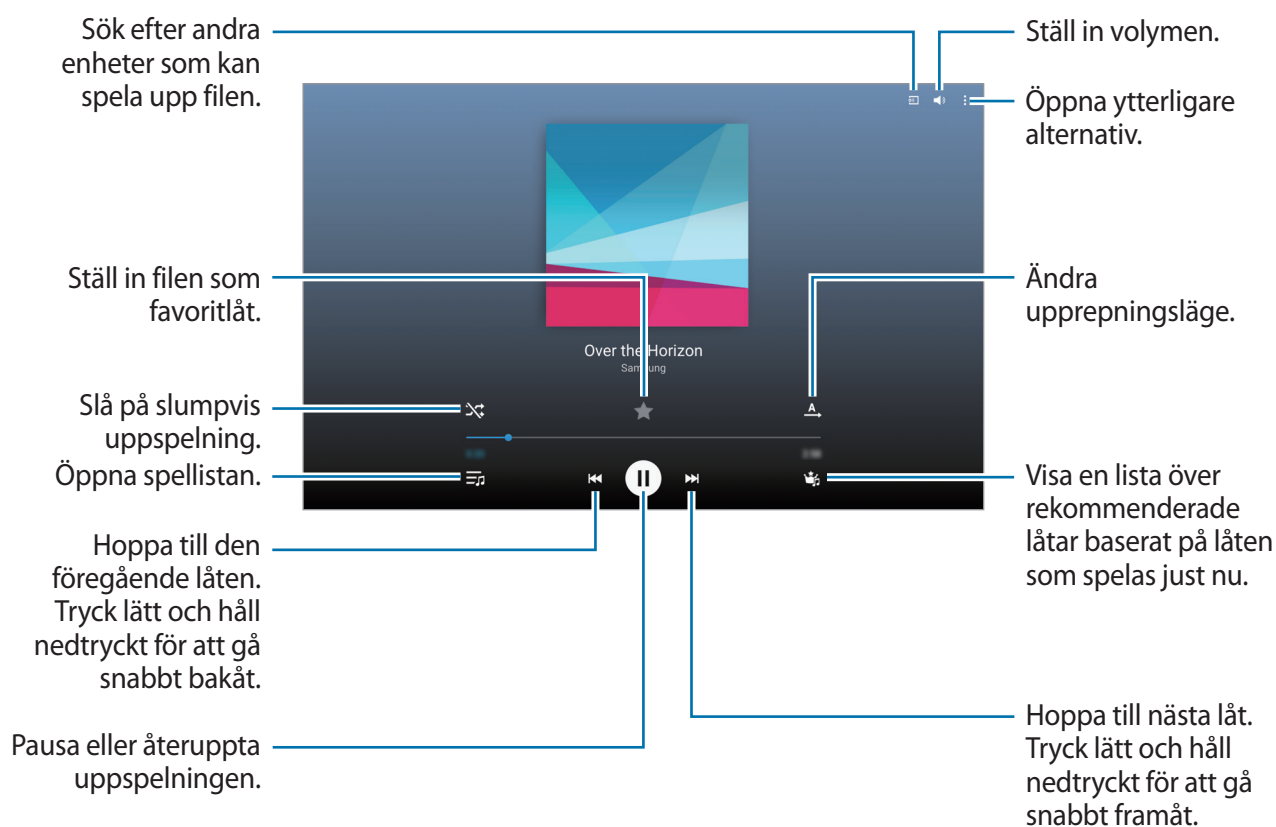 Sök efter andra
enheter som kan
spela upp filen.
Ställ in volymen.
Öppna ytterligare
alternativ.
Ställ in filen som
favoritlåt.
Ändra
upprepningsläge.
Over the Horizon
Samsung
Slå på slumpvis
uppspelning.
A
Öppna spellistan.
Visa en lista över
rekommenderade
låtar baserat på låten
som spelas just nu.
Hoppa till den
föregående låten.
Tryck lätt och håll
nedtryckt för att gå
snabbt bakåt.
Pausa eller återuppta
uppspelningen.
Hoppa till nästa låt.
Tryck lätt och håll
nedtryckt för att gå
snabbt framåt.